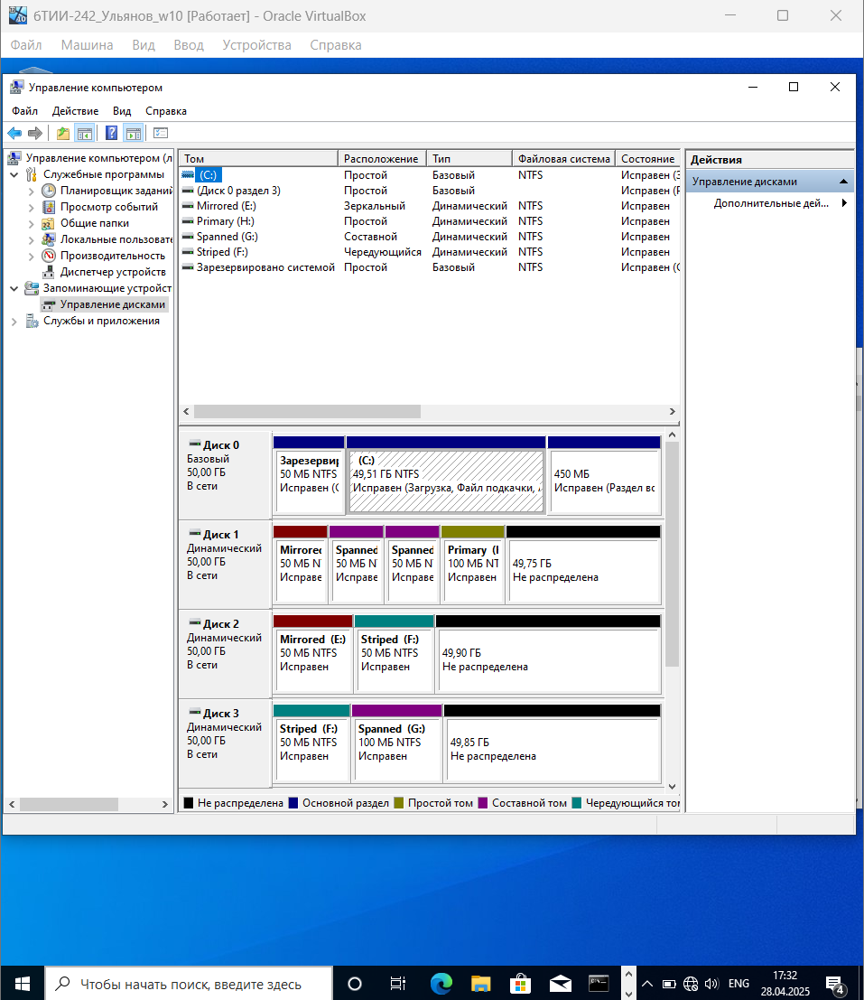 бТИИ-242_Ульянов_w10 [Работает] - Oracle VirtualBox
Файл Машина Вид Ввод Устройства Справка
Управление компьютером
Файл Действие Вид Справка
Управление компьютером (л
Служебные программы
Планировщик заданий
Просмотр событий
Общие папки
Локальные пользовате
Производительность
Диспетчер устройств
Запоминающие устройст
Управление дисками
Службы и приложения
Том Расположение Тип Файловая система Состояние
(C:) Простой Базовый NTFS Исправен (З
(Диск 0 раздел 3) Простой Базовый Исправен (Р
Mirrored (E:) Зеркальный Динамический NTFS Исправен
Primary (H:) Простой Динамический NTFS Исправен
Spanned (G:) Составной Динамический NTFS Исправен
Striped (F:) Чередующийся Динамический NTFS Исправен
Зарезервировано системой Простой Базовый NTFS Исправен (С
Действия
Управление дисками
Дополнительные дей...
Диск 0
Базовый
50,00 ГБ
В сети
Зарезервир
50 МБ NTFS
Исправен (С
(C:)
49,51 ГБ NTFS
Исправен (Загрузка, Файл подкачки,
450 МБ
Исправен (Раздел вс
Диск 1
Динамический
50,00 ГБ
В сети
Mirrored
50 МБ N
Исправе
Spanned
50 МБ N
Исправе
Spanned
50 МБ N
Исправе
Primary (I
100 МБ NT
Исправен
49,75 ГБ
Не распределена
Диск 2
Динамический
50,00 ГБ
В сети
Mirrored (E:)
50 МБ NTFS
Исправен
Striped (F:)
50 МБ NTFS
Исправен
49,90 ГБ
Не распределена
Диск 3
Динамический
50,00 ГБ
В сети
Striped (F:)
50 МБ NTFS
Исправен
Spanned (G:)
100 МБ NTFS
Исправен
49,85 ГБ
Не распределена
Не распределена Основной раздел Простой том Составной том Чередующийся том
Чтобы начать поиск, введите здесь
ENG
17:32
28.04.2025
4